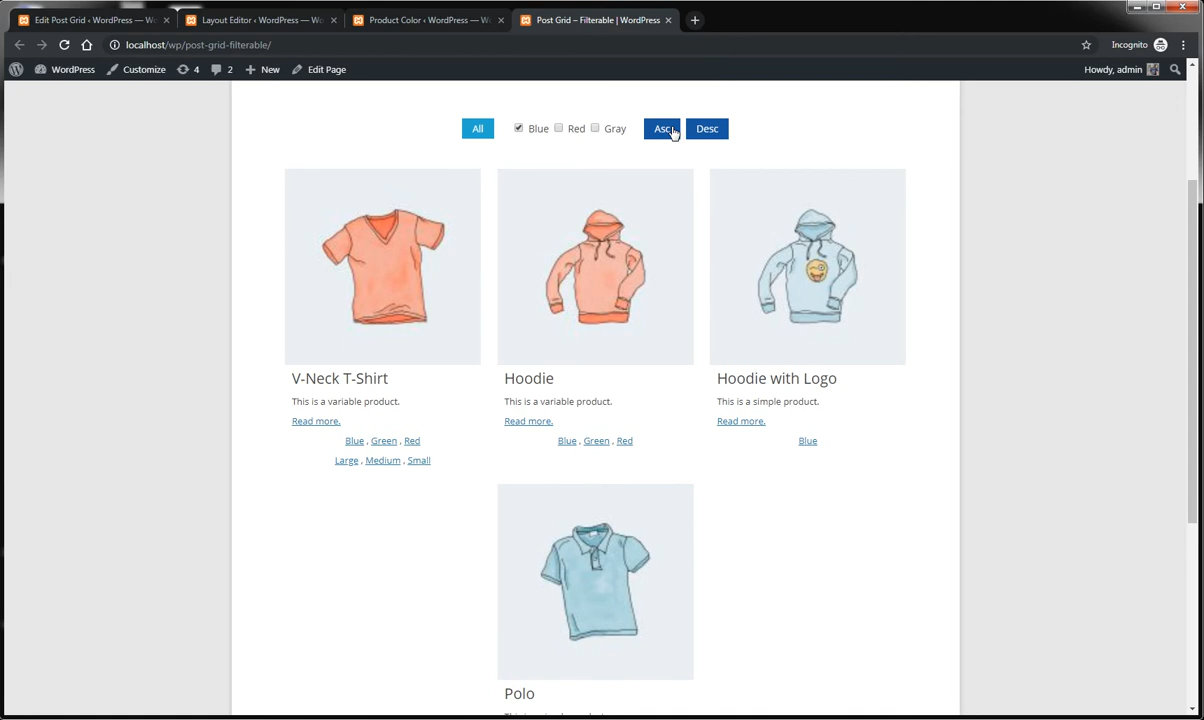 Edit Post Grid ‹ WordPress — W
Layout Editor ‹ WordPress — W
Product Color ‹ WordPress — W
Post Grid – Filterable | WordPress
localhost/wp/post-grid-filterable/
Incognito
WordPress
Customize
4
2
New
Edit Page
Howdy, admin
All
Blue
Red
Gray
Asc
Desc
V-Neck T-Shirt
This is a variable product.
Read more.
Blue , Green , Red
Large , Medium , Small
Hoodie
This is a variable product.
Read more.
Blue , Green , Red
Hoodie with Logo
This is a simple product.
Read more.
Blue
Polo